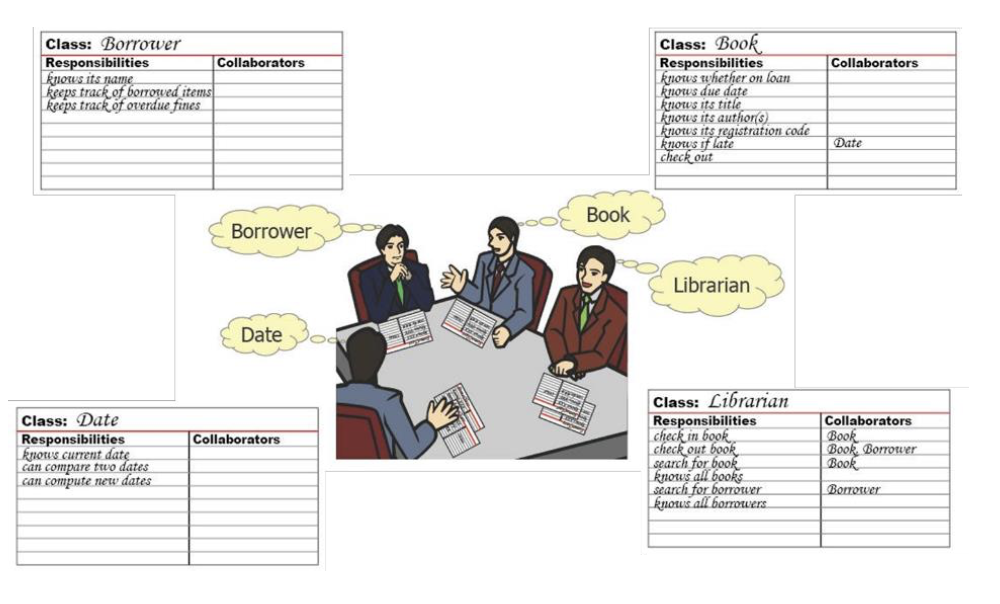 Class: Borrower
Responsibilities Collaborators
knows its name
keeps track of borrowed items
keeps track of overdue fines
Class: Book
Responsibilities Collaborators
knows whether on loan
knows due date
knows its title
knows its author(s)
knows its registration code
knows if late Date
check out
Borrower
Book
Librarian
Date
Class: Date
Responsibilities Collaborators
knows current date
can compare two dates
can compute new dates
Class: Librarian
Responsibilities Collaborators
check in book Book
check out book Book, Borrower
search for book Book
knows all books
search for borrower Borrower
knows all borrowers